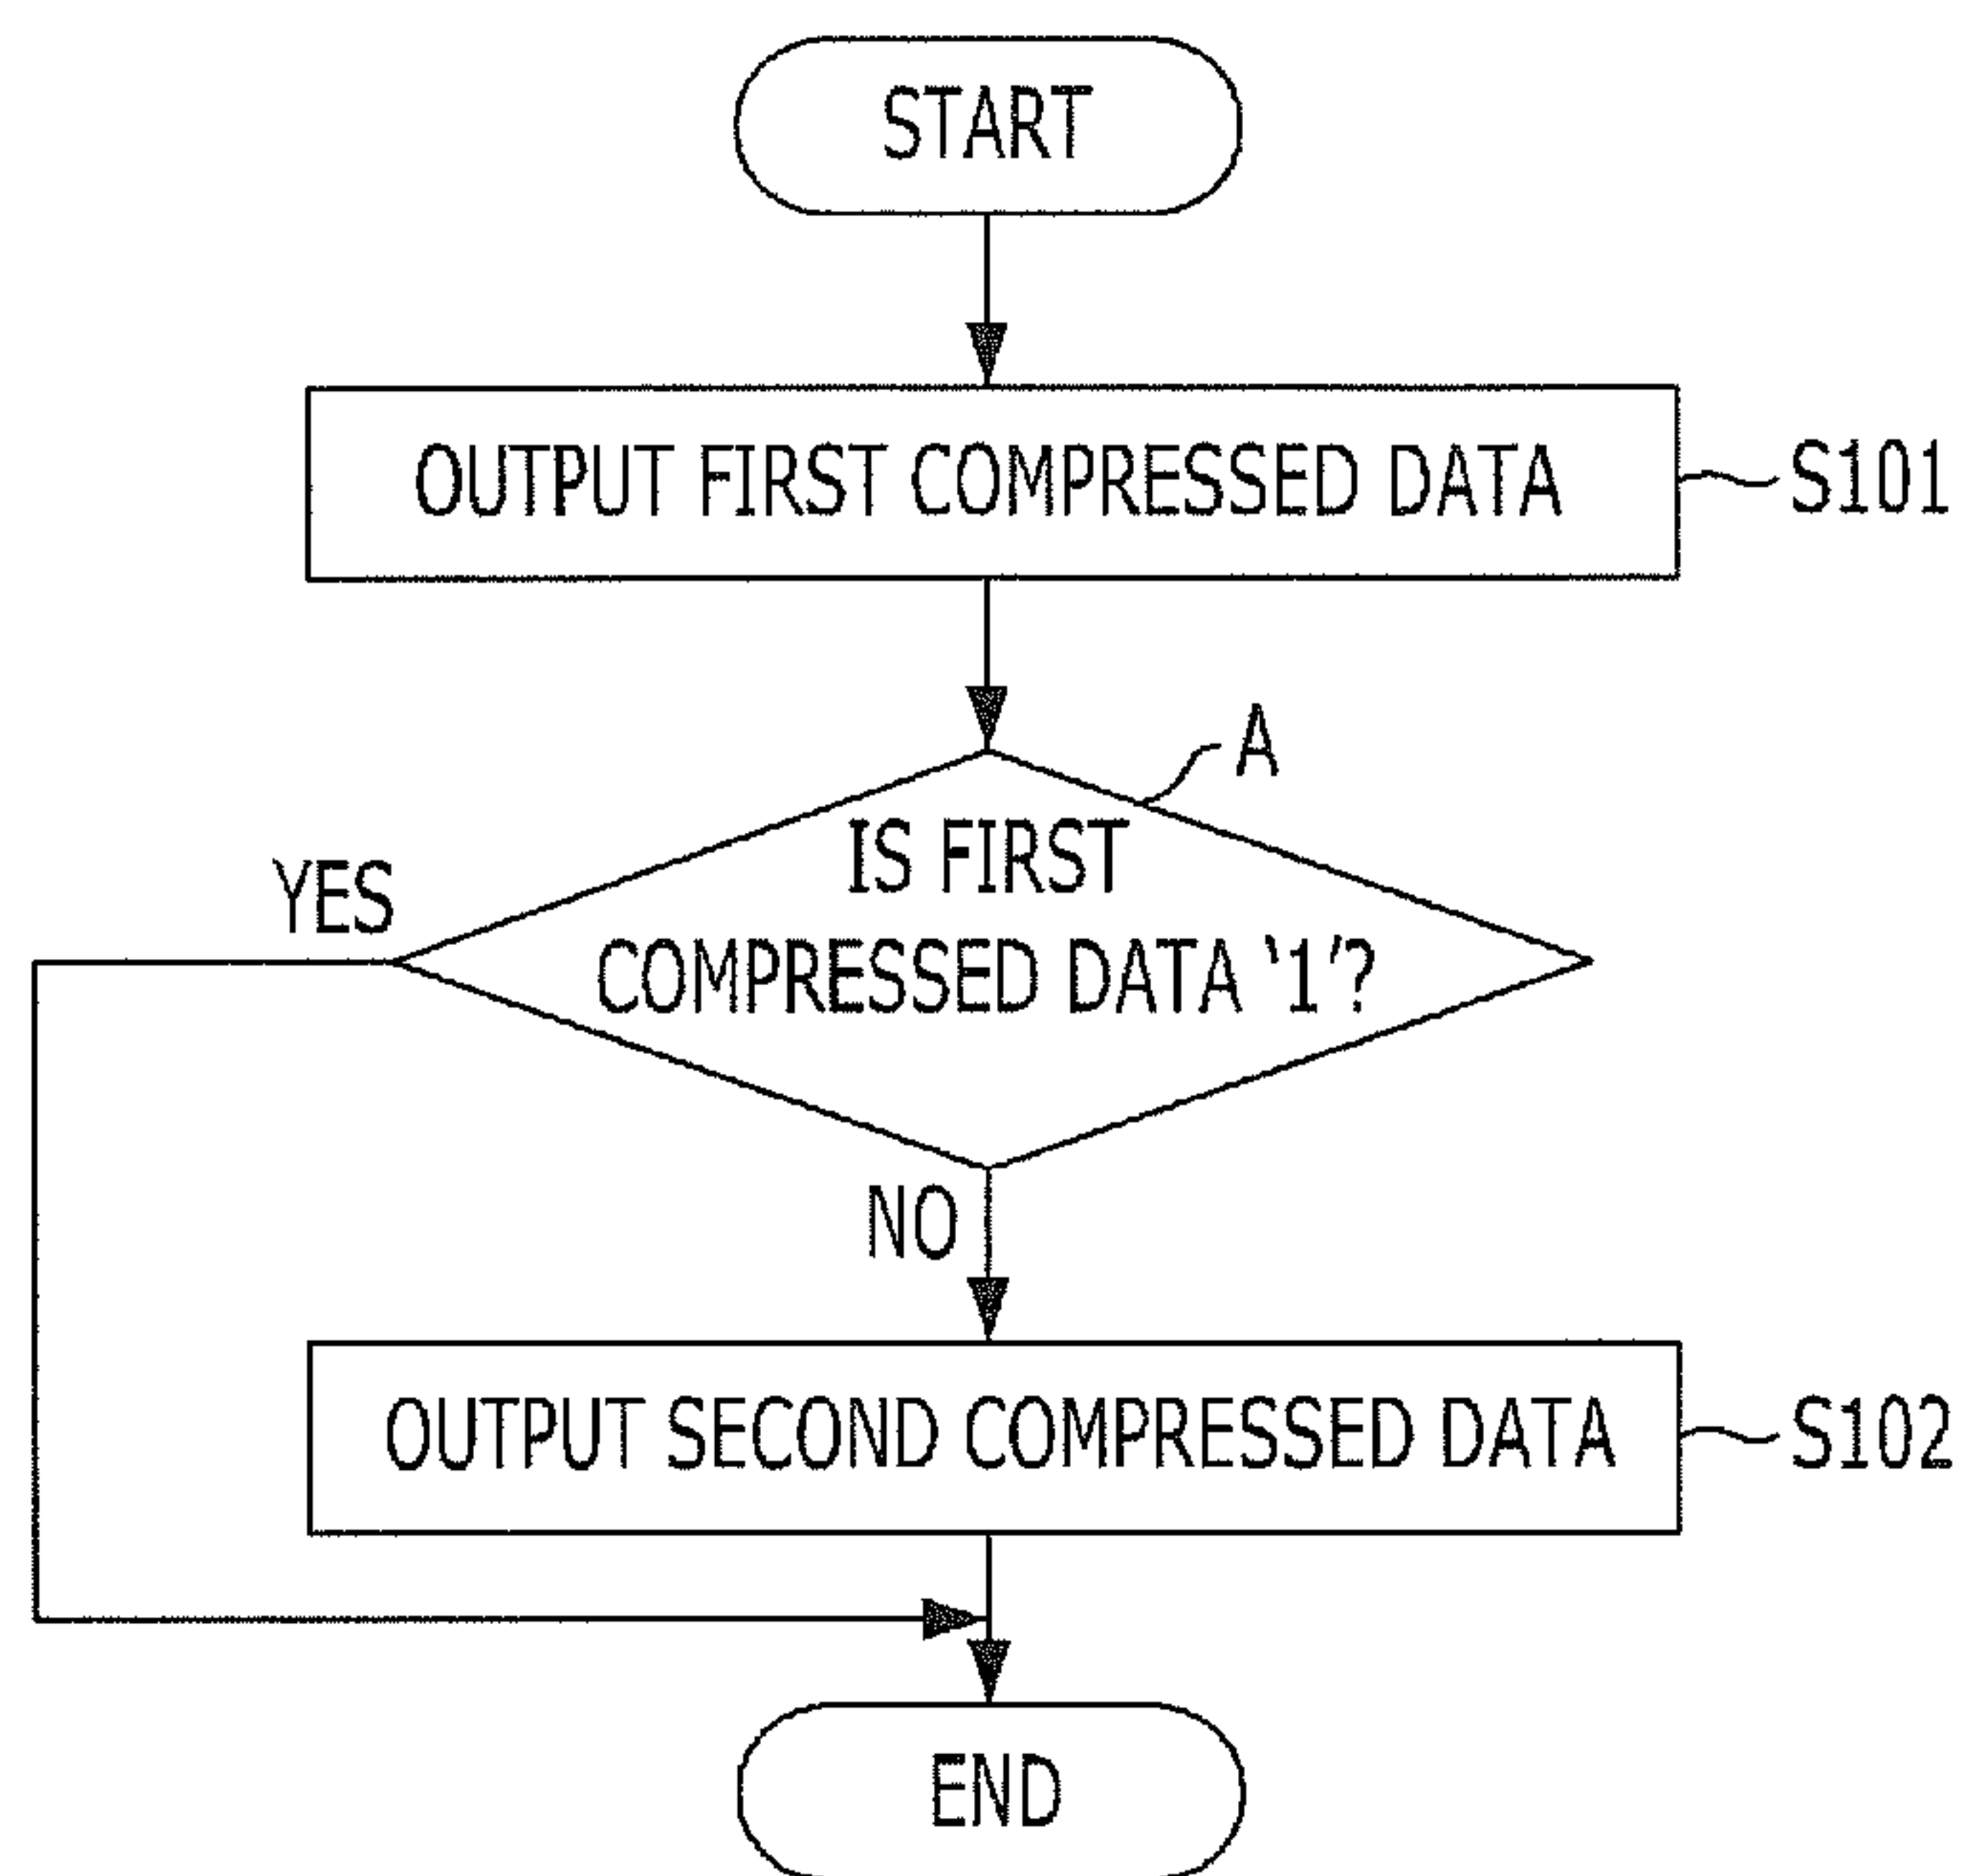 START
OUTPUT FIRST COMPRESSED DATA
S101
A
IS FIRST
COMPRESSED DATA ‘1’?
YES
NO
OUTPUT SECOND COMPRESSED DATA
S102
END